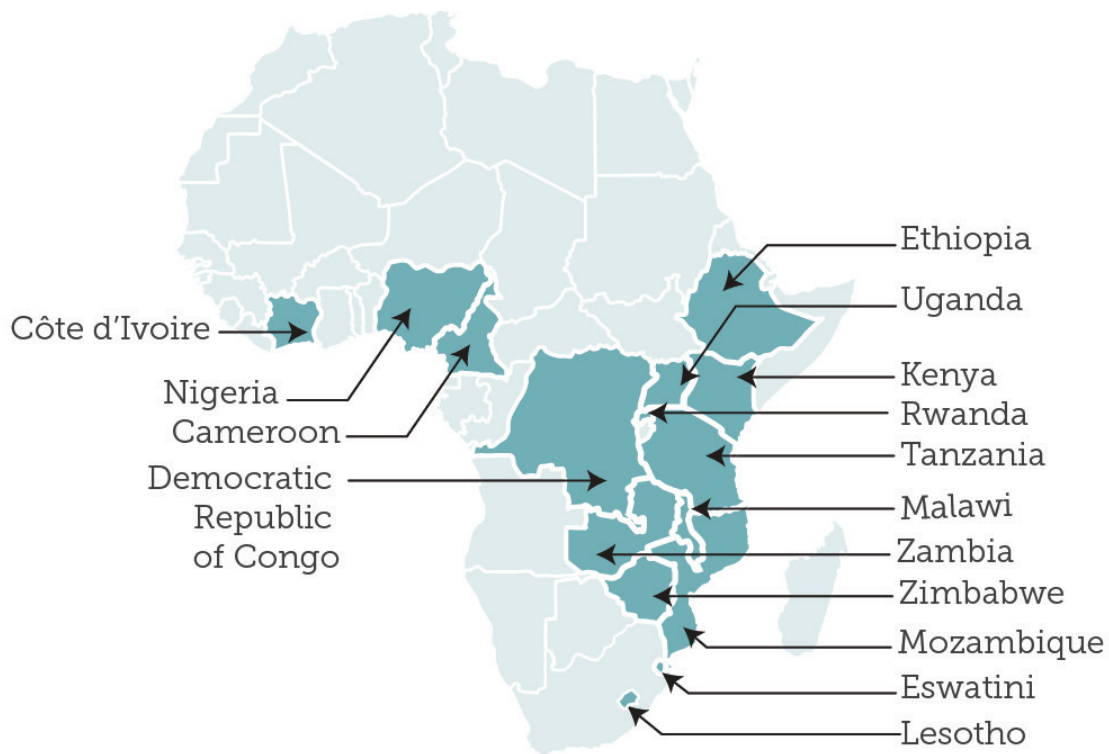 Côte d’Ivoire
Nigeria
Cameroon
Democratic
Republic
of Congo
Ethiopia
Uganda
Kenya
Rwanda
Tanzania
Malawi
Zambia
Zimbabwe
Mozambique
Eswatini
Lesotho